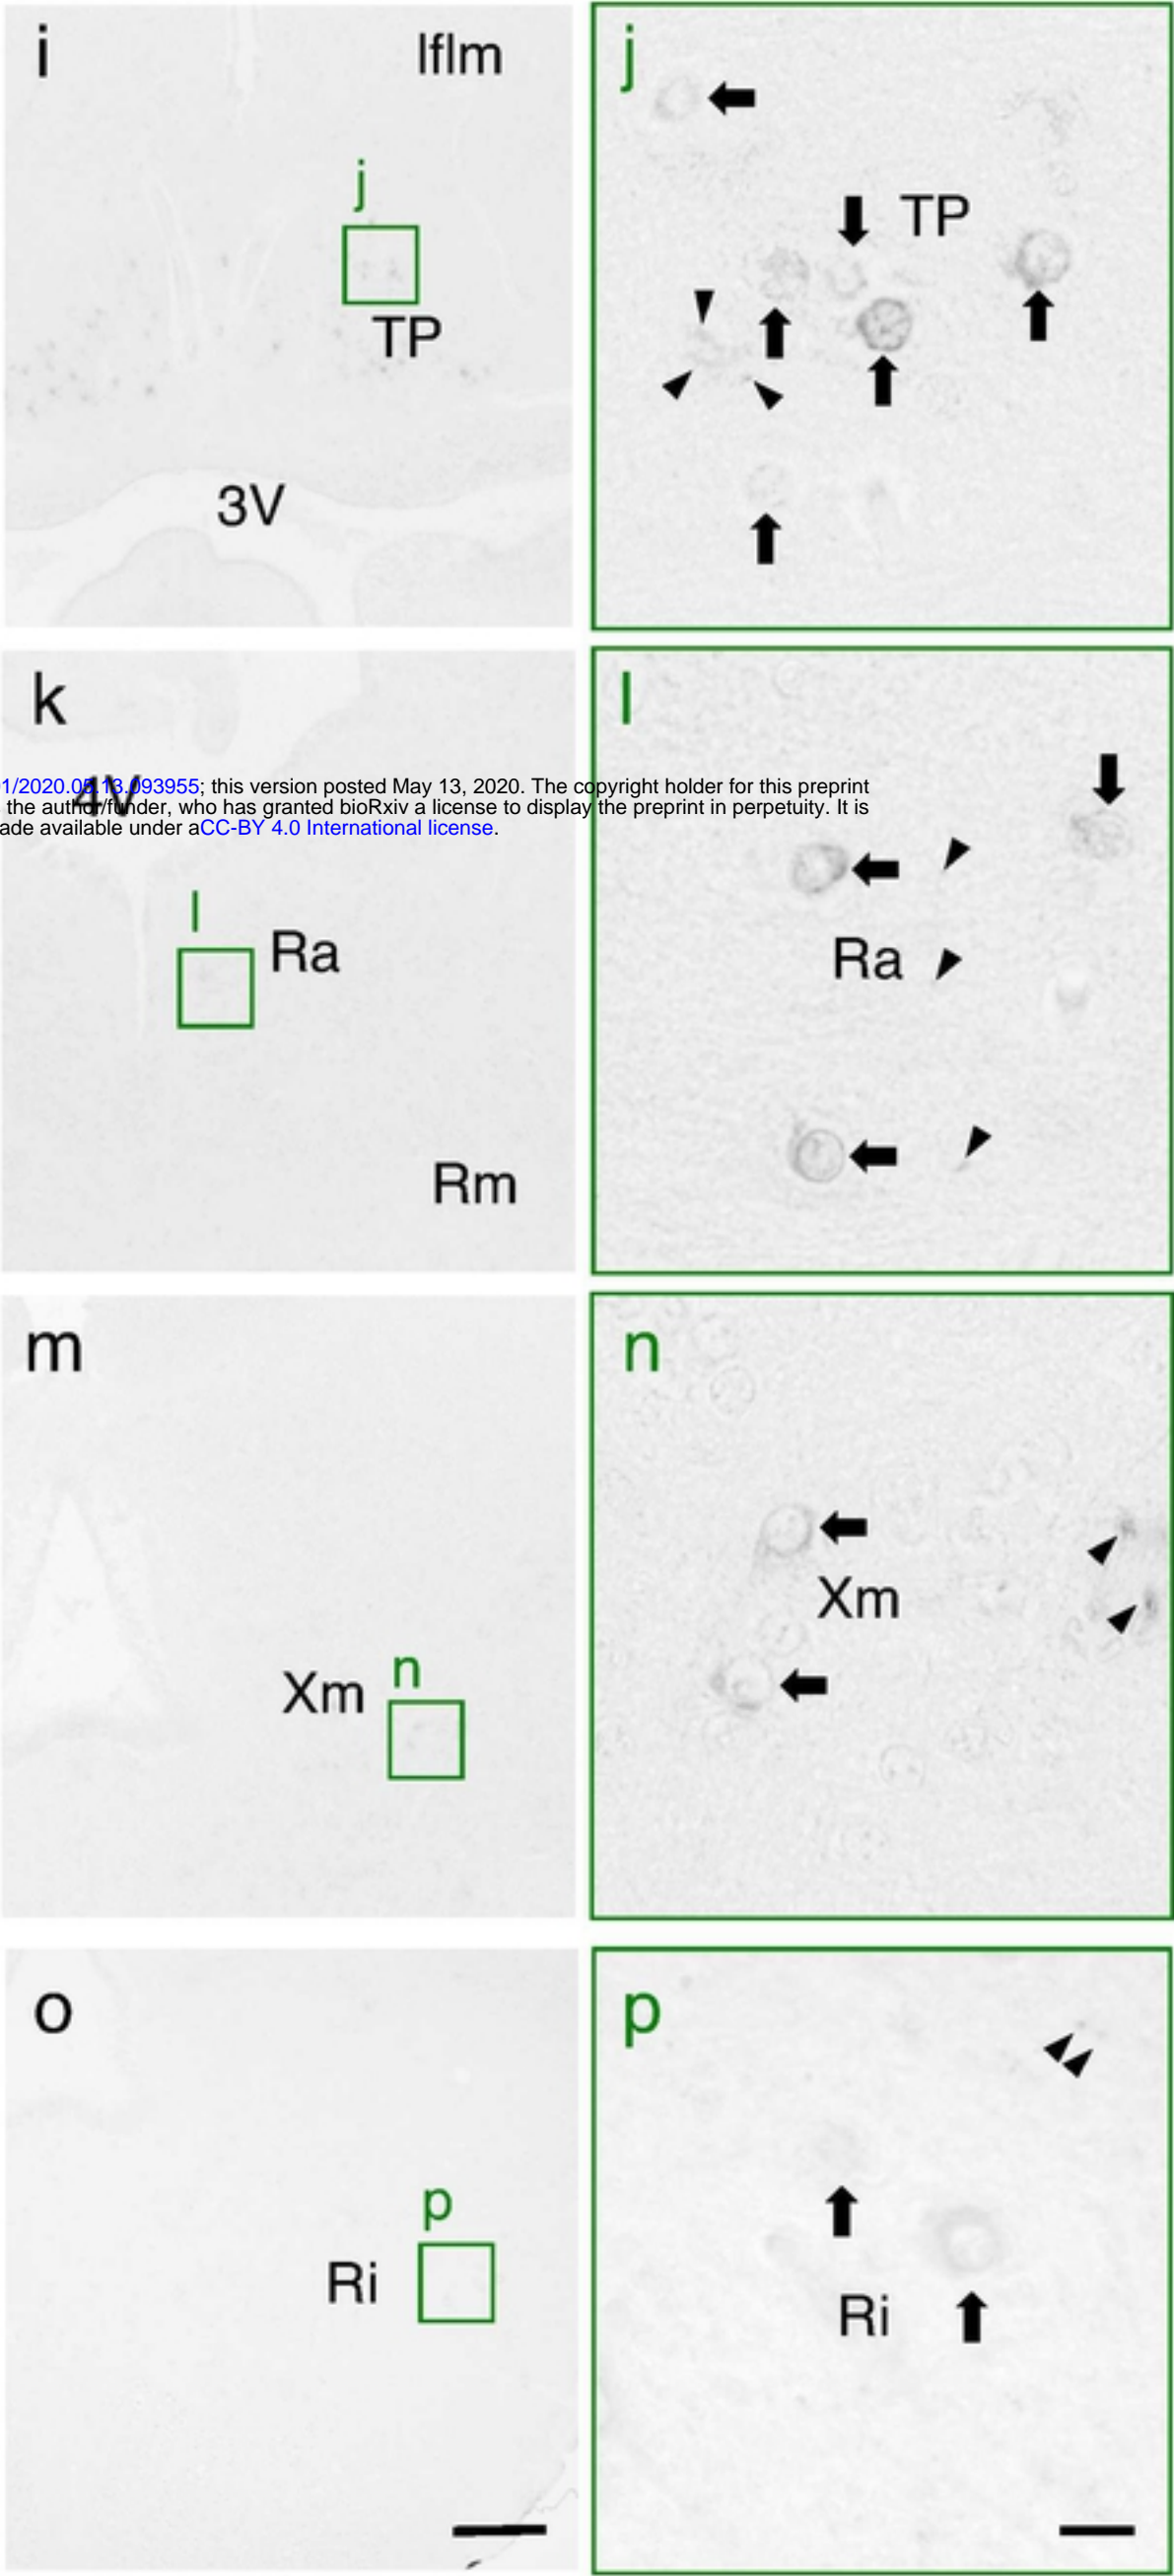 i
lflm
j
TP
3V
j
TP
k
4V
1/2020.05.13.093955; this version posted May 13, 2020. The copyright holder for this preprint
the author/funder, who has granted bioRxiv a license to display the preprint in perpetuity. It is
ade available under aCC-BY 4.0 International license.
l
Ra
Rm
l
Ra
m
Xm
n
n
Xm
o
p
Ri
p
Ri